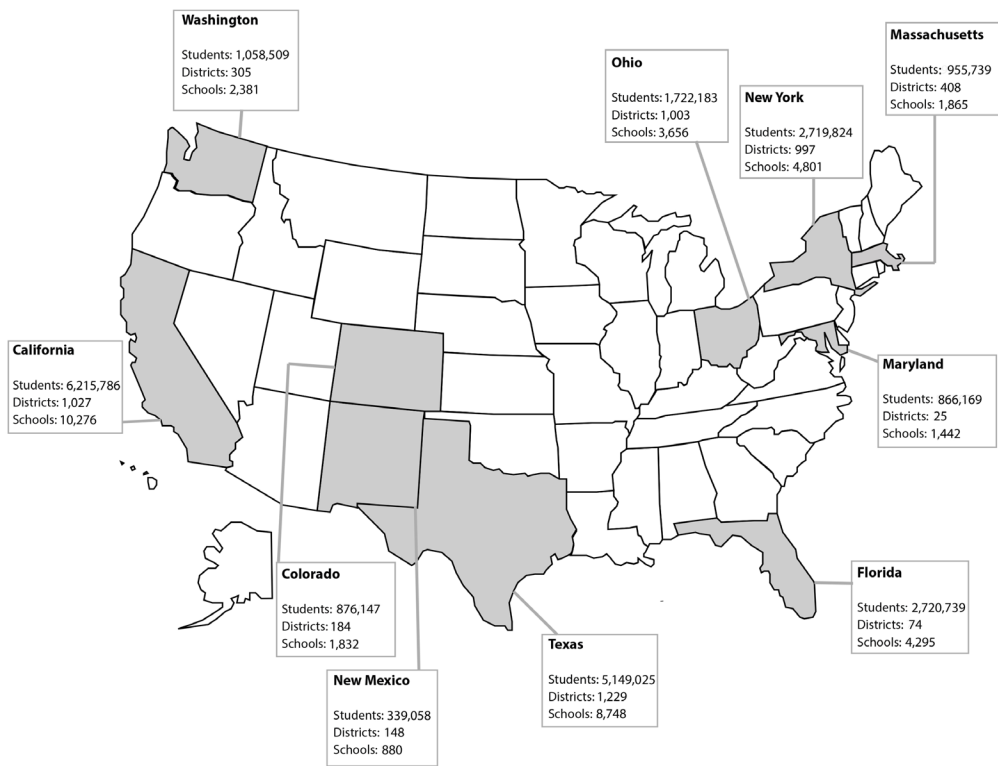 Washington
Students: 1,058,509
Districts: 305
Schools: 2,381
Massachusetts
Students: 955,739
Districts: 408
Schools: 1,865
Ohio
Students: 1,722,183
Districts: 1,003
Schools: 3,656
New York
Students: 2,719,824
Districts: 997
Schools: 4,801
California
Students: 6,215,786
Districts: 1,027
Schools: 10,276
Maryland
Students: 866,169
Districts: 25
Schools: 1,442
Colorado
Students: 876,147
Districts: 184
Schools: 1,832
Florida
Students: 2,720,739
Districts: 74
Schools: 4,295
Texas
Students: 5,149,025
Districts: 1,229
Schools: 8,748
New Mexico
Students: 339,058
Districts: 148
Schools: 880